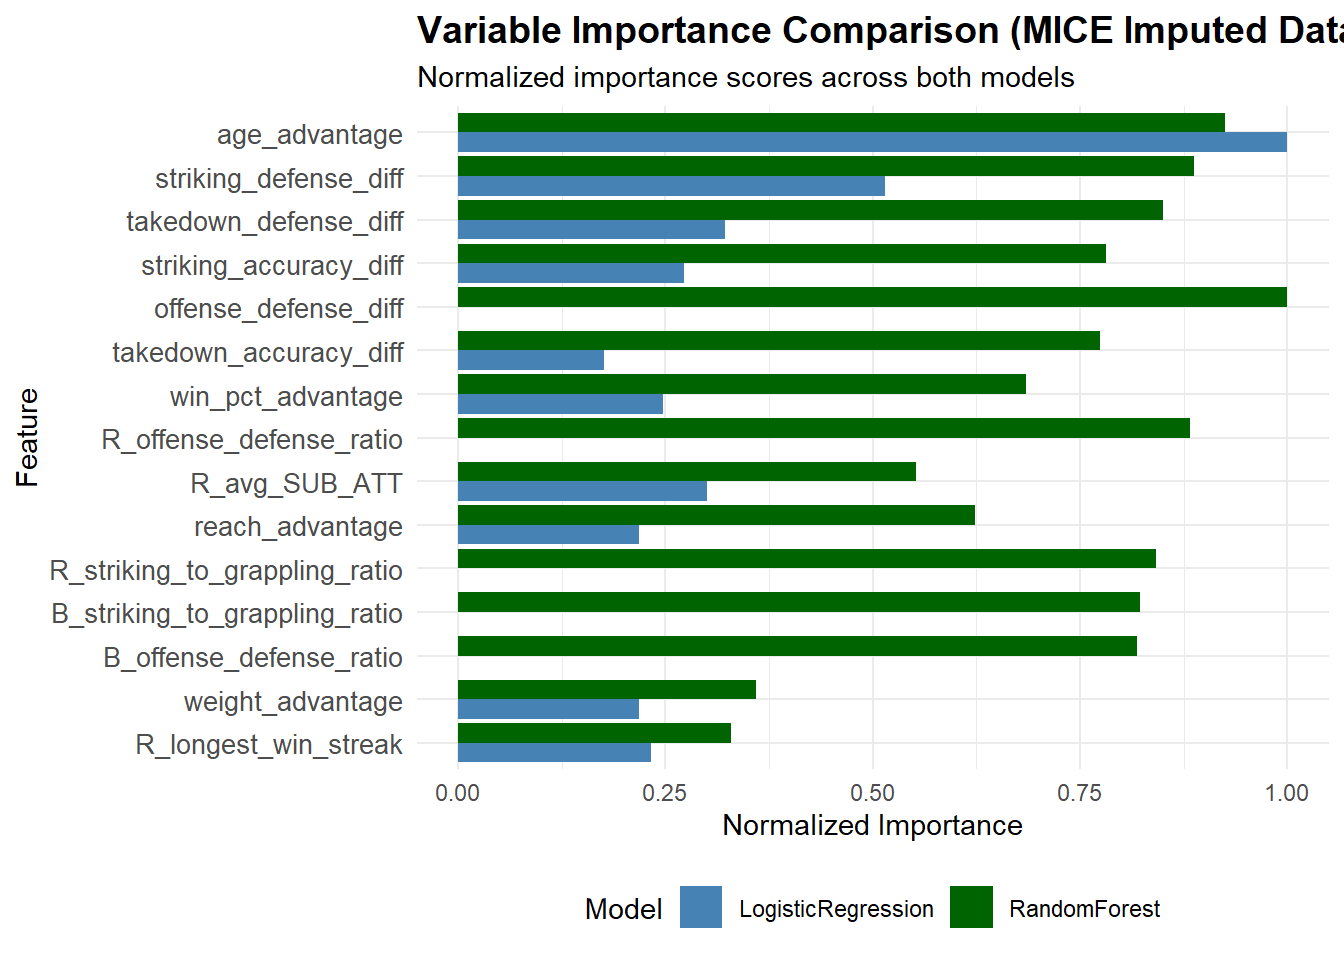 Variable Importance Comparison (MICE Imputed Data
Normalized importance scores across both models
age_advantage
striking_defense_diff
takedown_defense_diff
striking_accuracy_diff
offense_defense_diff
takedown_accuracy_diff
win_pct_advantage
R_offense_defense_ratio
R_avg_SUB_ATT
reach_advantage
R_striking_to_grappling_ratio
B_striking_to_grappling_ratio
B_offense_defense_ratio
weight_advantage
R_longest_win_streak
Feature
0.00 0.25 0.50 0.75 1.00
Normalized Importance
Model LogisticRegression RandomForest